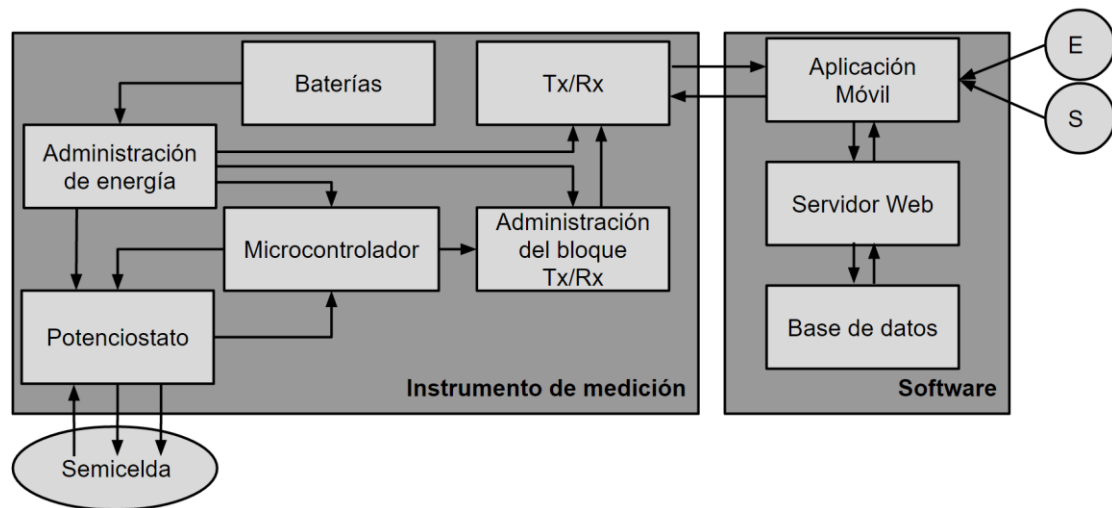 Baterías
Tx/Rx
Aplicación
Móvil
E
S
Administración
de energía
Microcontrolador
Administración
del bloque
Tx/Rx
Servidor Web
Potenciostato
Base de datos
Instrumento de medición
Software
Semicelda